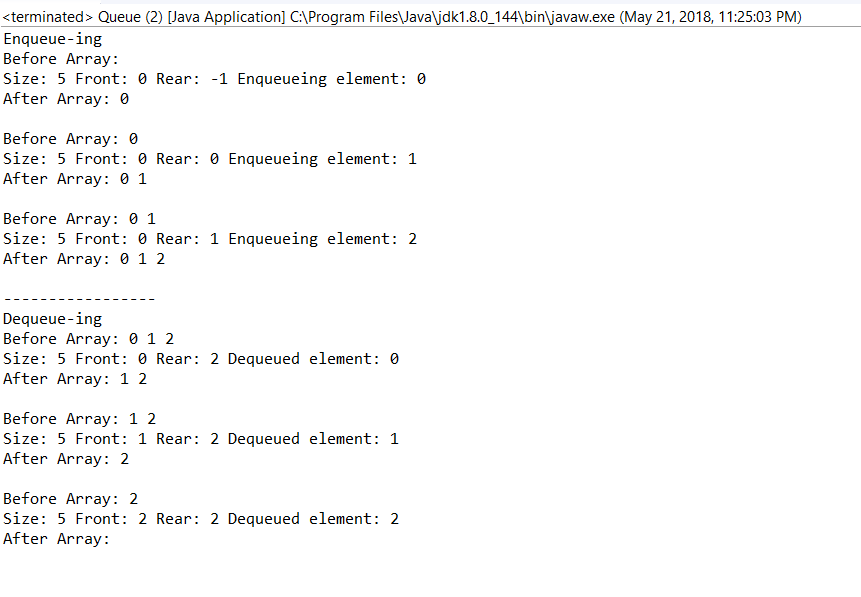 <terminated> Queue (2) [Java Application] C:\Program Files\Java\jdk1.8.0_144\bin\javaw.exe (May 21, 2018, 11:25:03 PM)
Enqueue-ing
Before Array:
Size: 5 Front: 0 Rear: -1 Enqueueing element: 0
After Array: 0
Before Array: 0
Size: 5 Front: 0 Rear: 0 Enqueueing element: 1
After Array: 0 1
Before Array: 0 1
Size: 5 Front: 0 Rear: 1 Enqueueing element: 2
After Array: 0 1 2
-----------------
Dequeue-ing
Before Array: 0 1 2
Size: 5 Front: 0 Rear: 2 Dequeued element: 0
After Array: 1 2
Before Array: 1 2
Size: 5 Front: 1 Rear: 2 Dequeued element: 1
After Array: 2
Before Array: 2
Size: 5 Front: 2 Rear: 2 Dequeued element: 2
After Array: